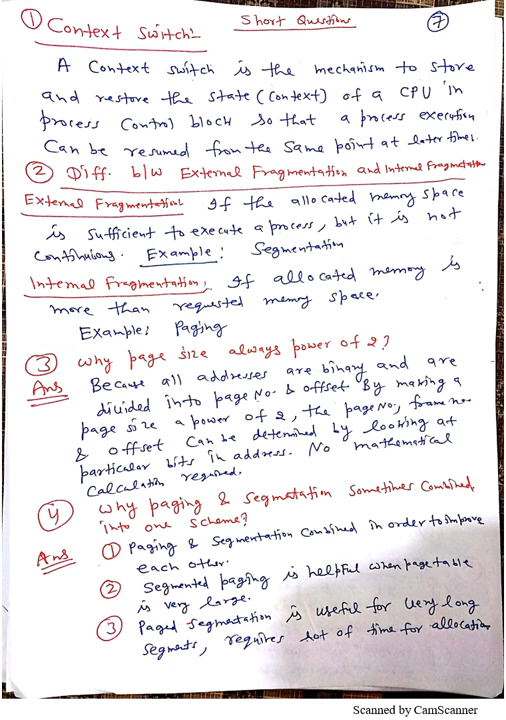 Short Questions
⑦
① Context switch:-
A Context switch is the mechanism to store
and restore the state (Context) of a CPU in
process Control block so that a process execution
Can be resumed from the same point at later time.
② Diff. b/w External Fragmentation and Internal Fragmetation
External Fragmentation: If the allocated memory space
is sufficient to execute a process, but it is not
Continuious. Example: Segmentation
Internal Fragmentation: If allocated memory is
more than requested memory space.
Example: Paging
③ why page size always power of 2?
Ans Because all addresses are binary and are
divided into page No. & offset. By making a
page size a power of 2, the page No, frame no
& offset Can be determined by looking at
particular bits in address. No mathematical
Calculation required.
④ why paging & segmtation sometimes Combined
into one scheme?
Ans ① Paging & segmentation Combined in order to improve
each other.
② Segmented paging is helpful when page table
is very large.
③ Paged segmentation is useful for very long
segments, requires lot of time for allocation
Scanned by CamScanner